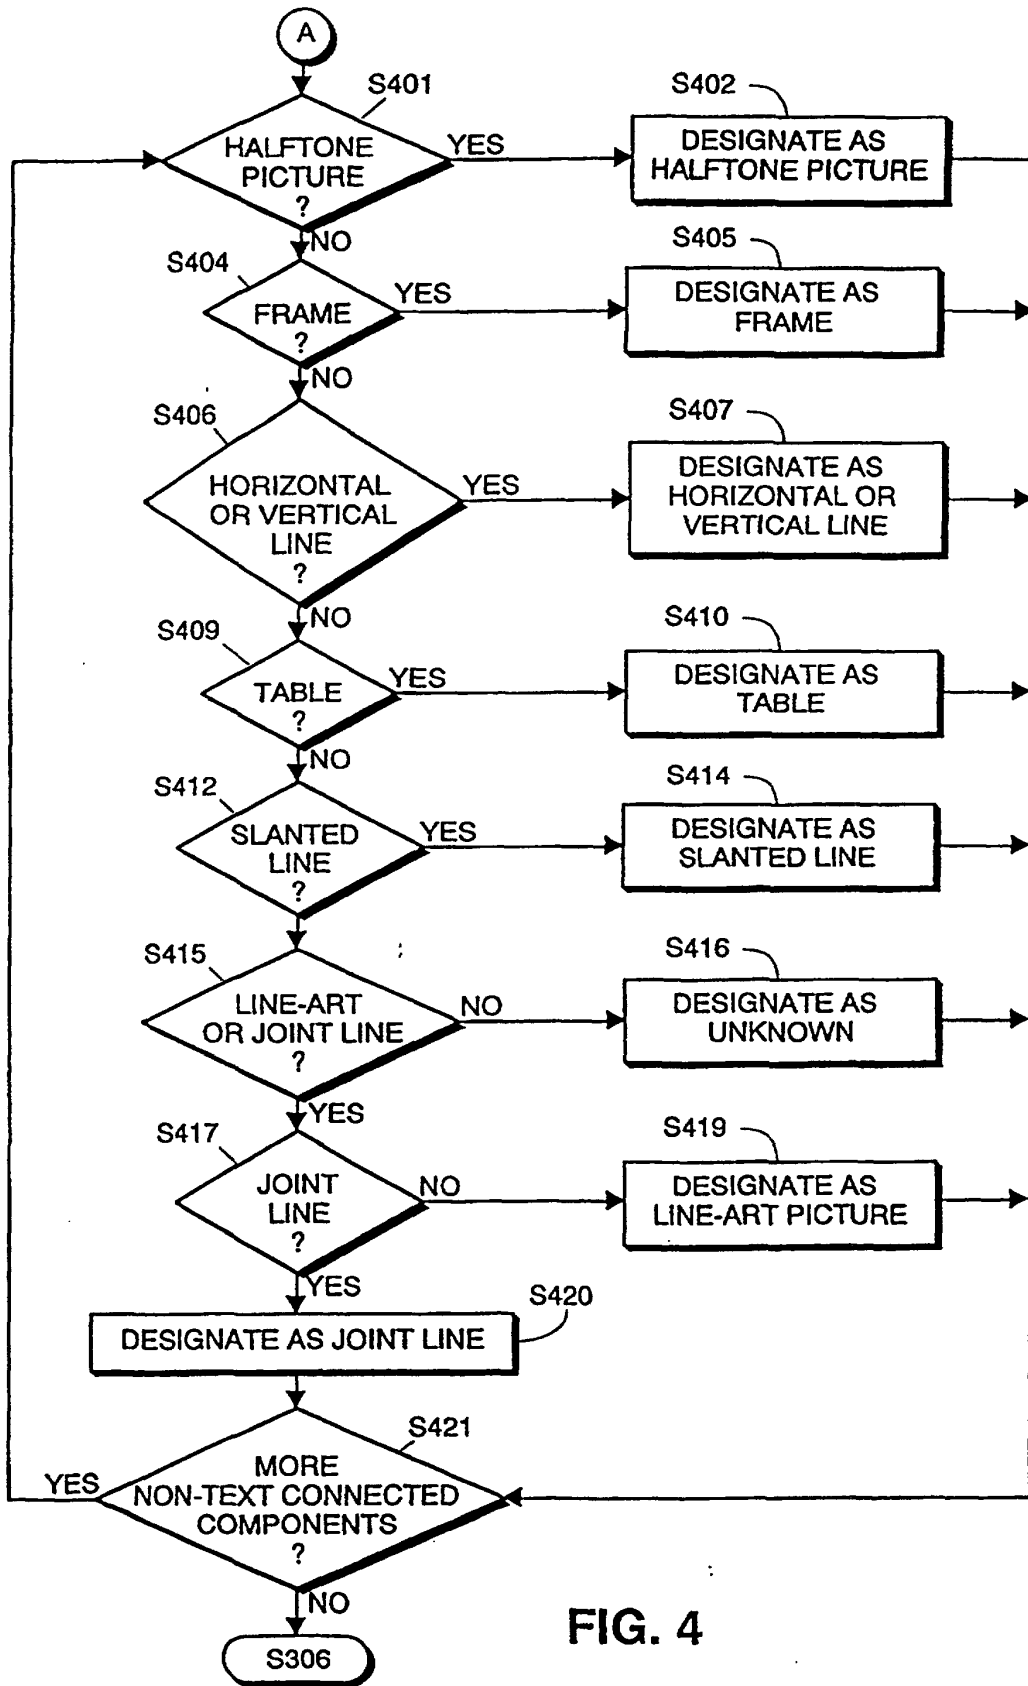 A
S401
HALFTONE
PICTURE
?
YES
S402
DESIGNATE AS
HALFTONE PICTURE
NO
S404
FRAME
?
YES
S405
DESIGNATE AS
FRAME
NO
S406
HORIZONTAL
OR VERTICAL
LINE
?
YES
S407
DESIGNATE AS
HORIZONTAL OR
VERTICAL LINE
NO
S409
TABLE
?
YES
S410
DESIGNATE AS
TABLE
NO
S412
SLANTED
LINE
?
YES
S414
DESIGNATE AS
SLANTED LINE
S415
LINE-ART
OR JOINT LINE
?
NO
S416
DESIGNATE AS
UNKNOWN
YES
S417
JOINT
LINE
?
NO
S419
DESIGNATE AS
LINE-ART PICTURE
YES
S420
DESIGNATE AS JOINT LINE
S421
MORE
NON-TEXT CONNECTED
COMPONENTS
?
YES
NO
S306
FIG. 4